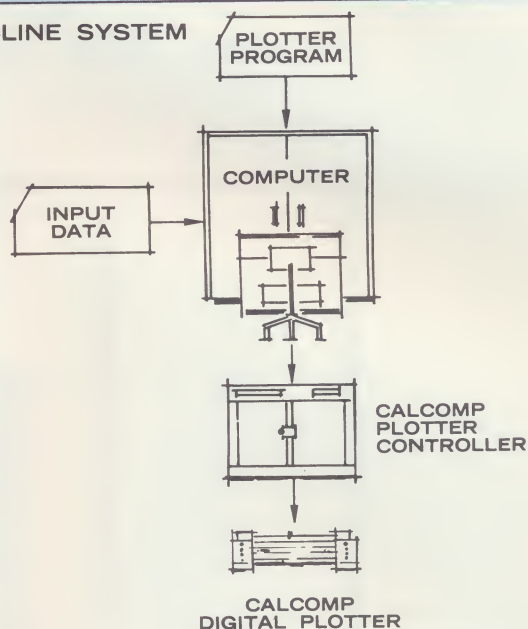 LINE SYSTEM
PLOTTER
PROGRAM
COMPUTER
INPUT
DATA
CALCOMP
PLOTTER
CONTROLLER
CALCOMP
DIGITAL PLOTTER